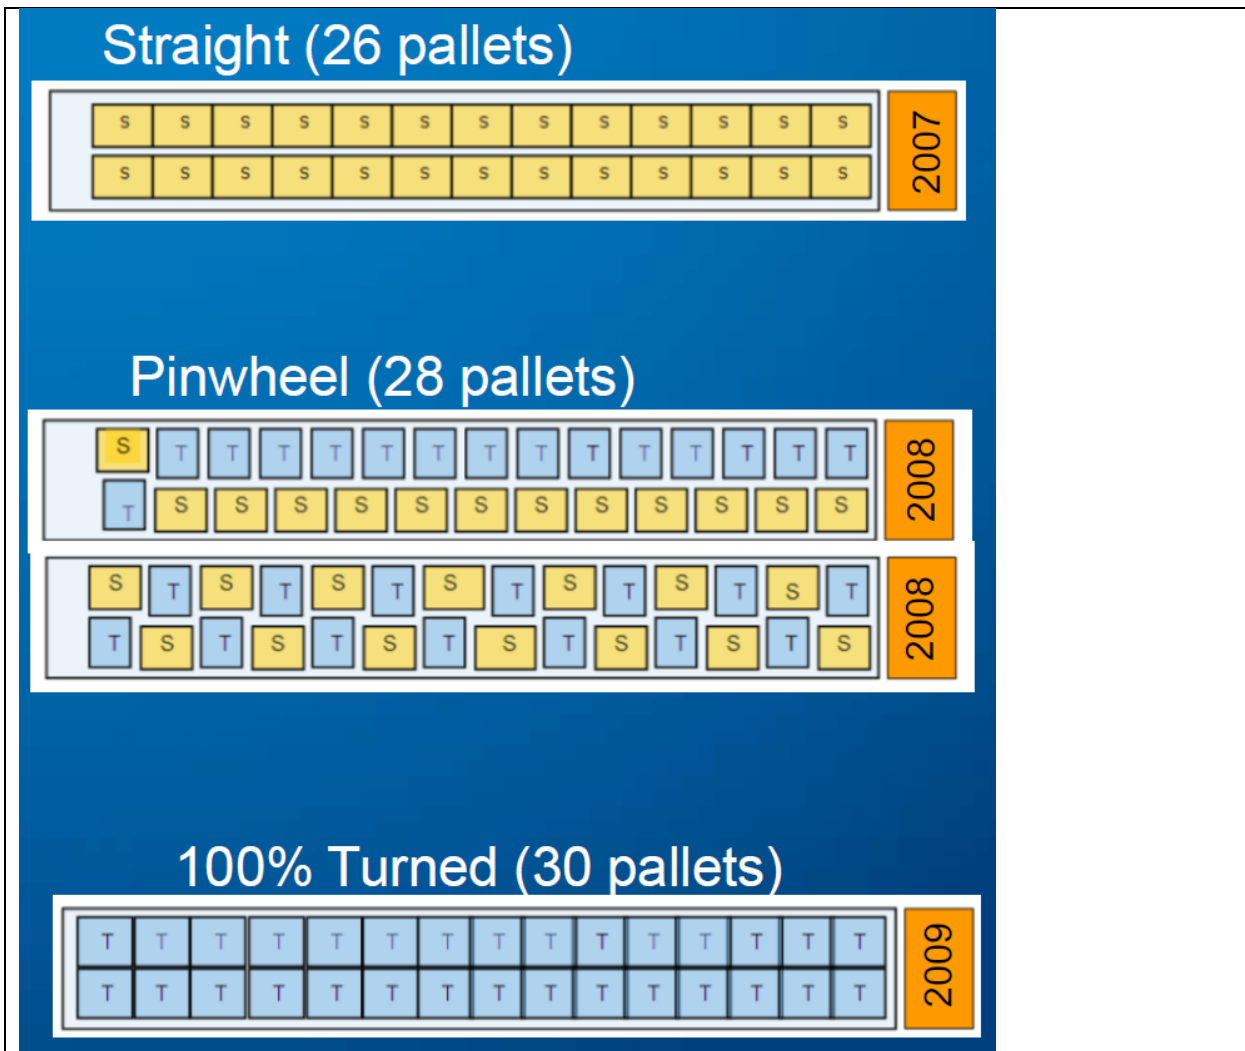 Straight (26 pallets)
S S S S S S S S S S S S S
S S S S S S S S S S S S S
2007
Pinwheel (28 pallets)
S T T T T T T T T T T T T T T
T S S S S S S S S S S S S
2008
S T S T S T S T S T S T S T
T S T S T S T S T S T S T S
2008
100% Turned (30 pallets)
T T T T T T T T T T T T T T T
T T T T T T T T T T T T T T T
2009